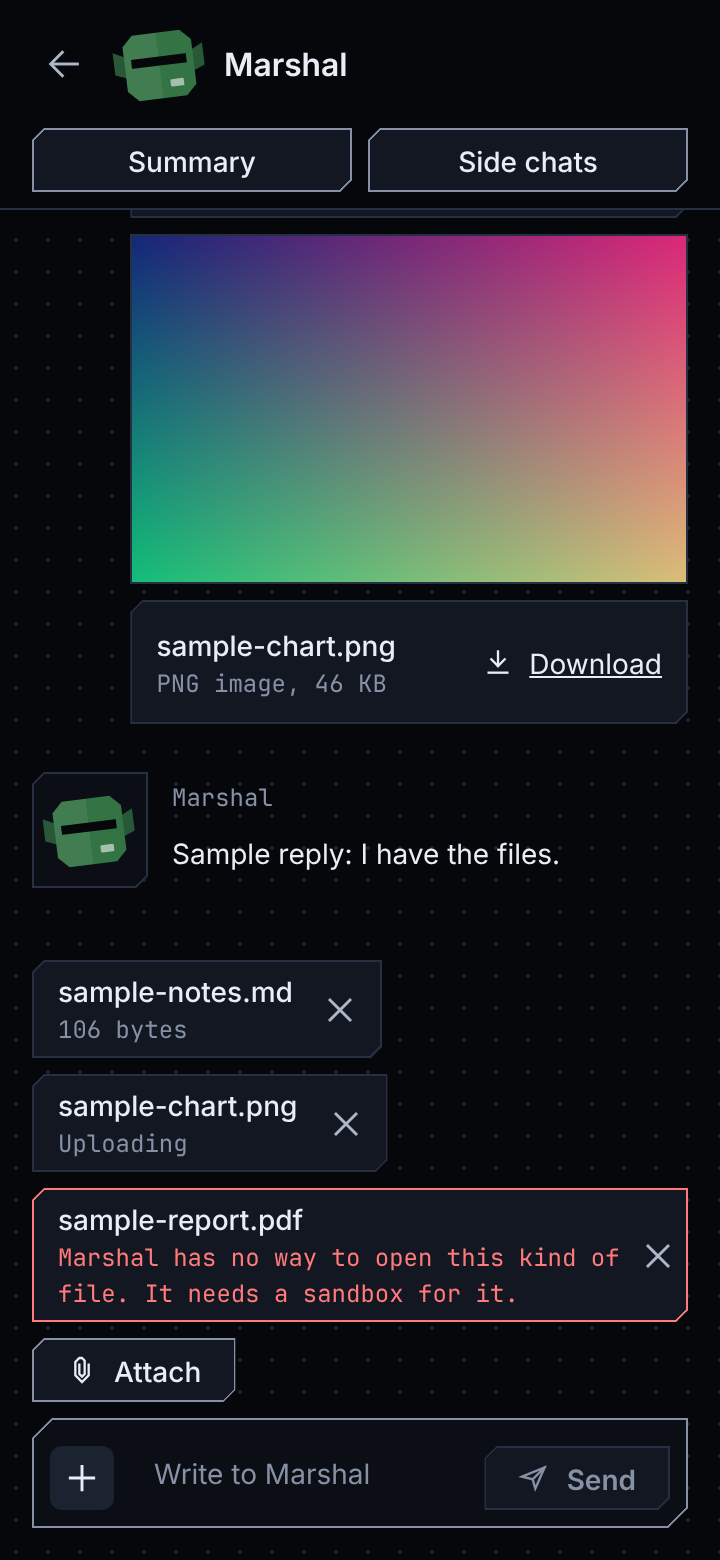 Marshal
Summary
Side chats
sample-chart.png
PNG image, 46 KB
Download
Marshal
Sample reply: I have the files.
sample-notes.md
106 bytes
sample-chart.png
Uploading
sample-report.pdf
Marshal has no way to open this kind of
file. It needs a sandbox for it.
Attach
Write to Marshal
Send